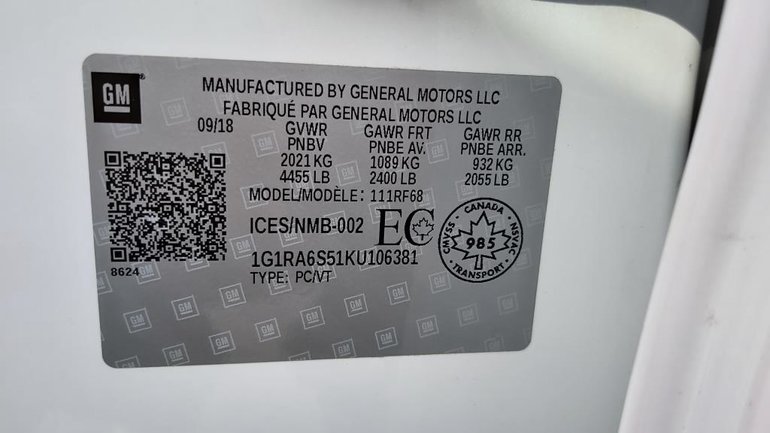 GM
MANUFACTURED BY GENERAL MOTORS LLC
FABRIQUÉ PAR GENERAL MOTORS LLC
09/18 GVWR GAWR FRT GAWR RR
PNBV PNBE AV. PNBE ARR.
2021 KG 1089 KG 932 KG
4455 LB 2400 LB 2055 LB
MODEL/MODÈLE: 111RF68
ICES/NMB-002 EC
CANADA
CMVSS - NSVAC
985
TRANSPORT
8624
1G1RA6S51KU106381
TYPE: PC/VT